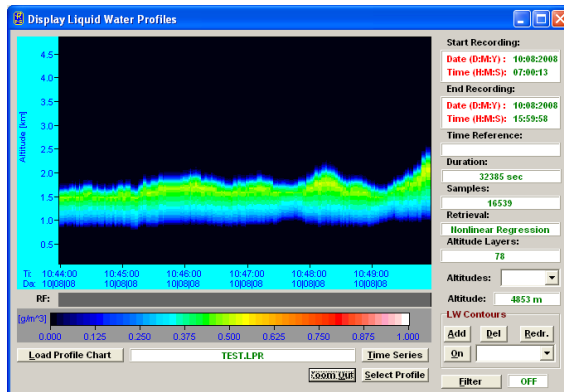 Display Liquid Water Profiles
Start Recording:
Date (D:M:Y) : 10:08:2008
Time (H:M:S): 07:00:13
End Recording:
Date (D:M:Y) : 10:08:2008
Time (H:M:S): 15:59:58
Time Reference:
Duration:
32385 sec
Samples:
16539
Retrieval:
Nonlinear Regression
Altitude Layers:
78
Altitudes:
Altitude: 4853 m
LW Contours
Add Del Redr.
On
Filter OFF
Altitude [km]
4.5
4.0
3.5
3.0
2.5
2.0
1.5
1.0
0.5
Ti: 10:44:00 10:45:00 10:46:00 10:47:00 10:48:00 10:49:00
Da: 10|08|08 10|08|08 10|08|08 10|08|08 10|08|08 10|08|08
RF:
[g/m^3]
0.000 0.125 0.250 0.375 0.500 0.625 0.750 0.875 1.000
Load Profile Chart TEST.LPR Time Series
Zoom Out Select Profile